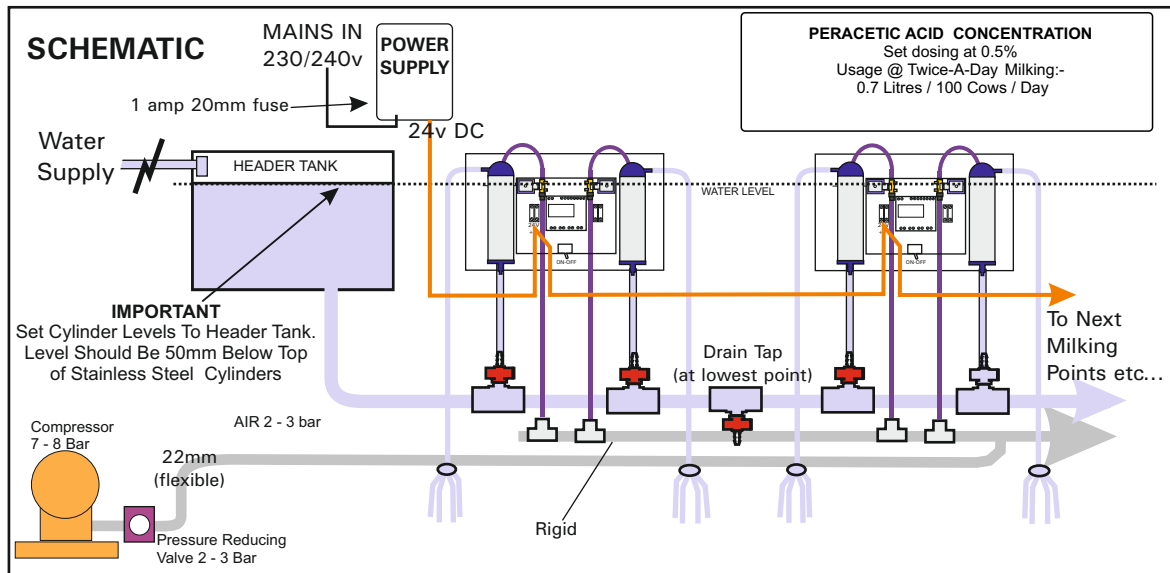 SCHEMATIC
MAINS IN
230/240v
POWER
SUPPLY
1 amp 20mm fuse
24v DC
PERACETIC ACID CONCENTRATION
Set dosing at 0.5%
Usage @ Twice-A-Day Milking:-
0.7 Litres / 100 Cows / Day
Water
Supply
HEADER TANK
WATER LEVEL
24V
ON-OFF
ON-OFF
IMPORTANT
Set Cylinder Levels To Header Tank.
Level Should Be 50mm Below Top
of Stainless Steel Cylinders
Drain Tap
(at lowest point)
To Next
Milking
Points etc...
AIR 2 - 3 bar
Compressor
7 - 8 Bar
22mm
(flexible)
Rigid
Pressure Reducing
Valve 2 - 3 Bar